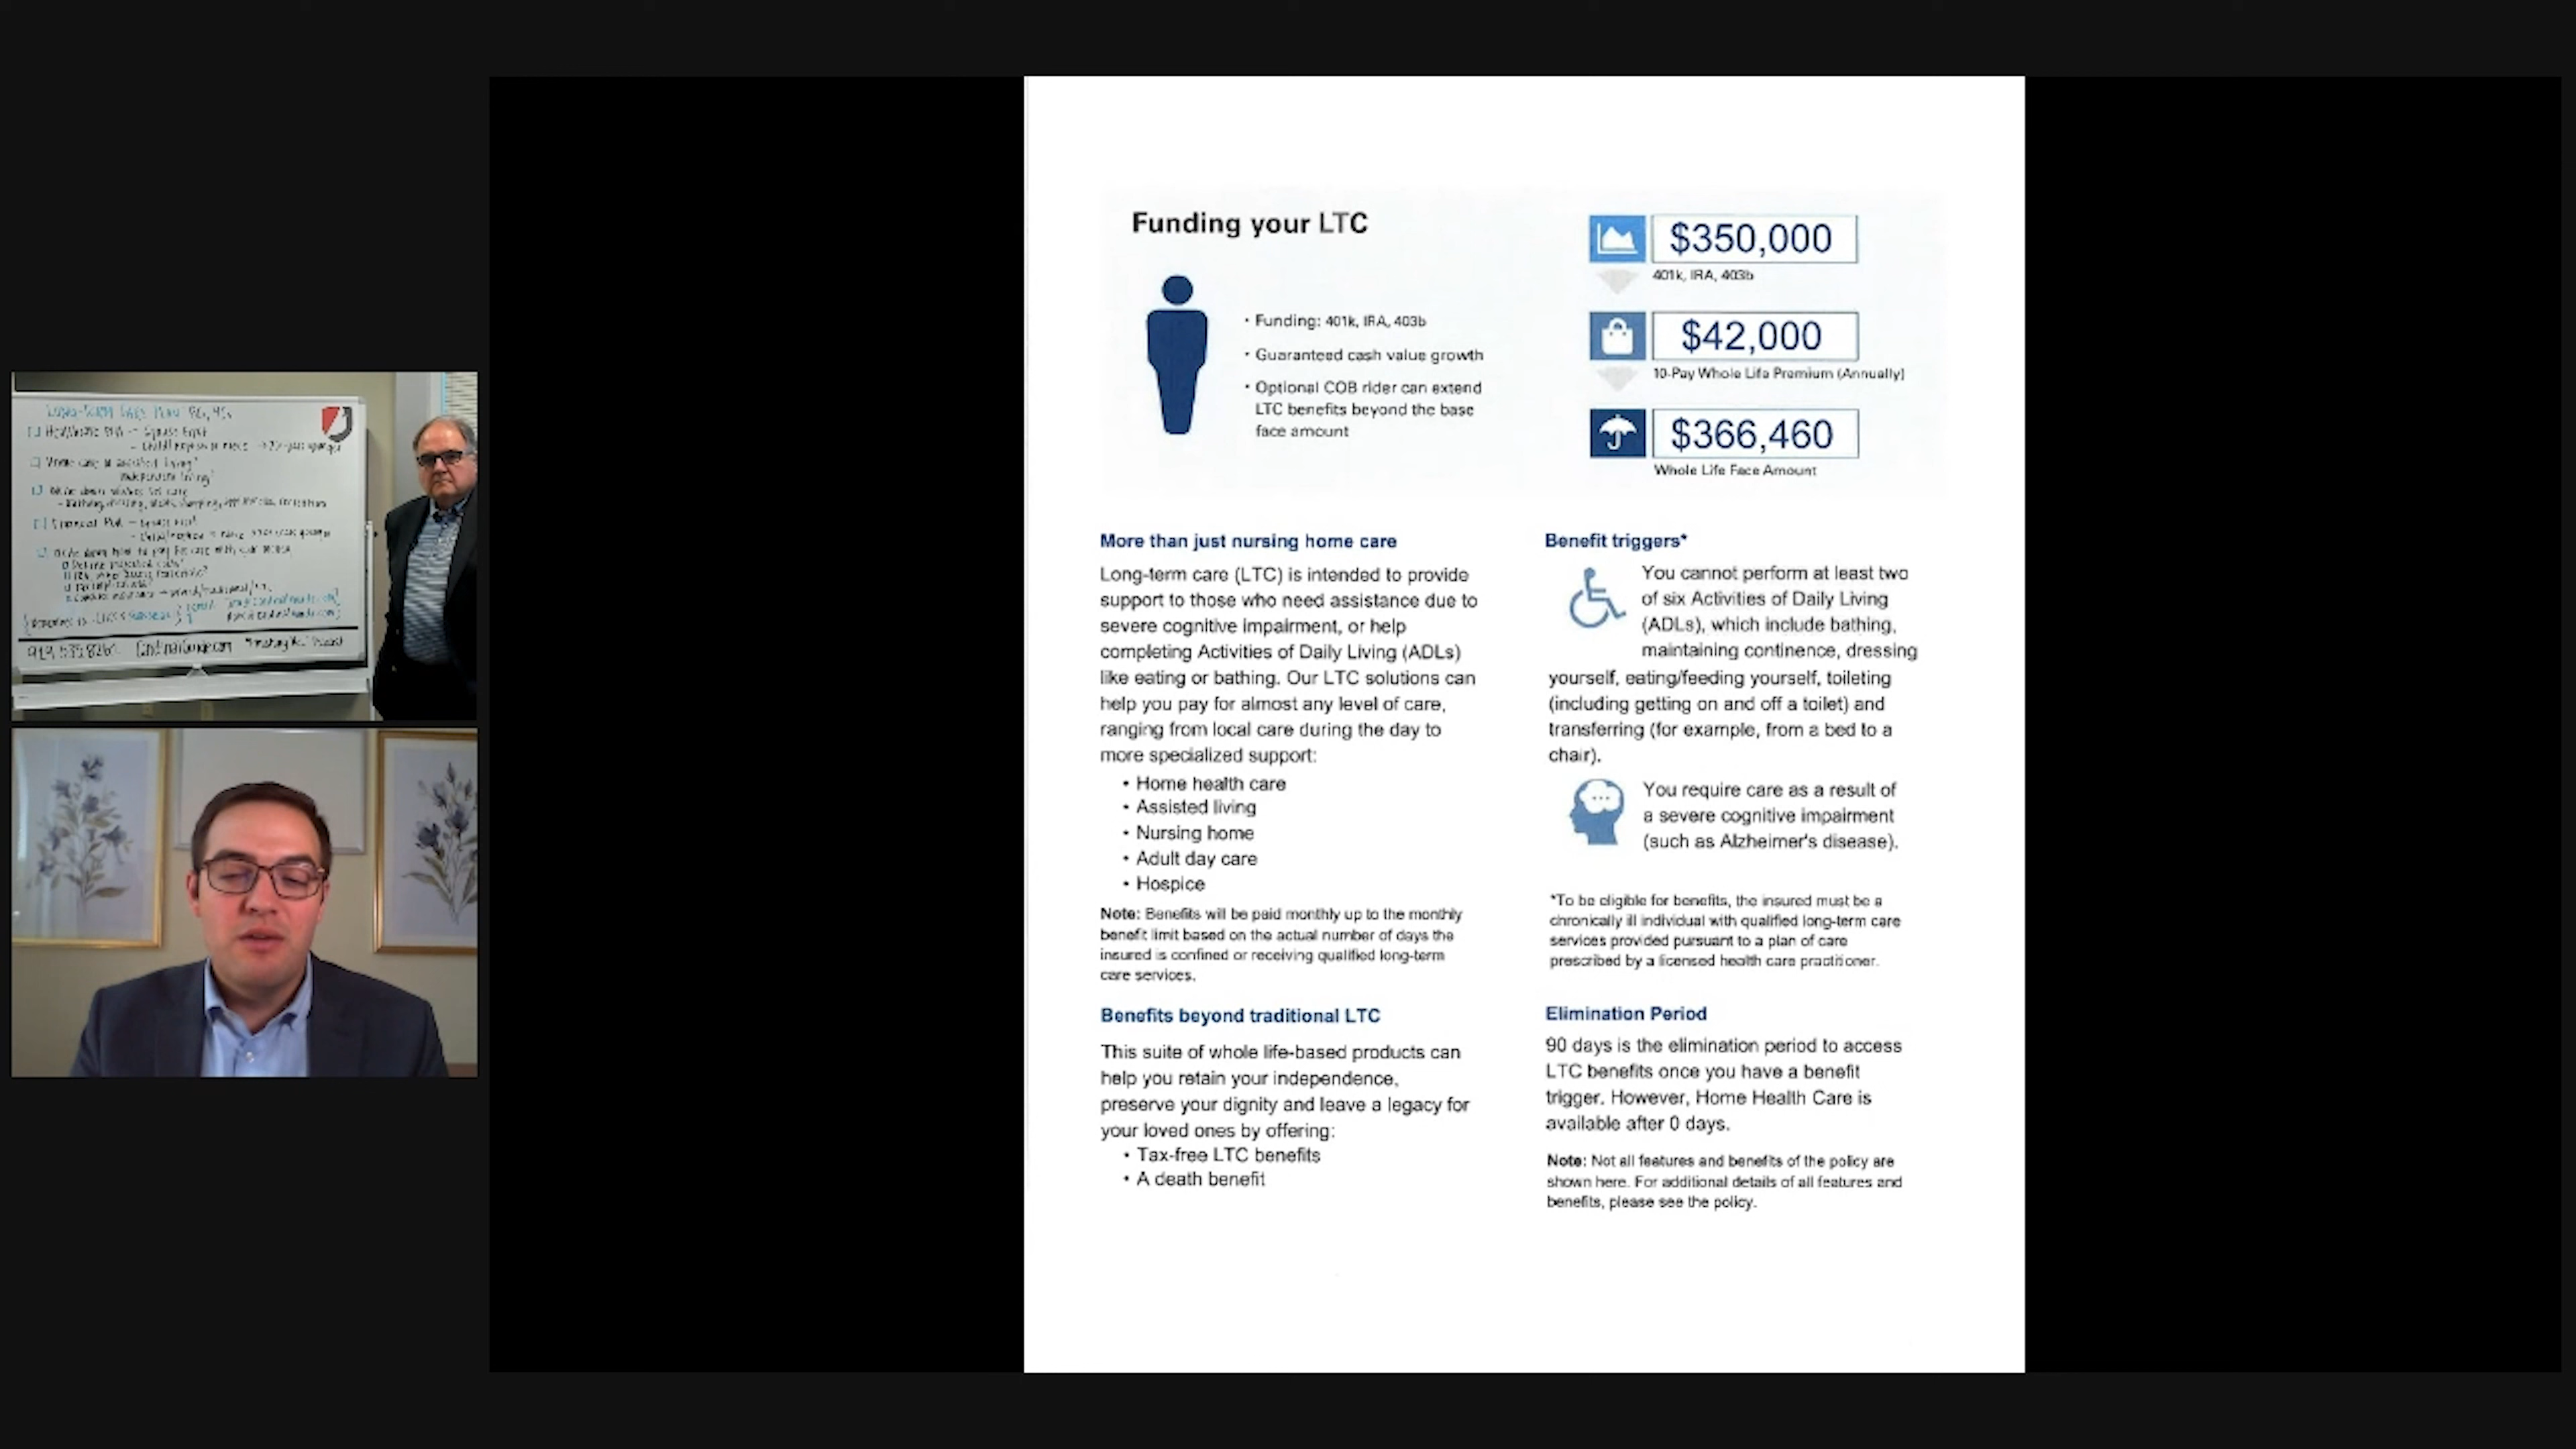 Funding your LTC
• Funding: 401k, IRA, 403b
• Guaranteed cash value growth
• Optional COB rider can extend
LTC benefits beyond the base
face amount
$350,000
401k, IRA, 403b
$42,000
10-Pay Whole Life Premium (Annually)
$366,460
Whole Life Face Amount
More than just nursing home care
Long-term care (LTC) is intended to provide
support to those who need assistance due to
severe cognitive impairment, or help
completing Activities of Daily Living (ADLs)
like eating or bathing. Our LTC solutions can
help you pay for almost any level of care,
ranging from local care during the day to
more specialized support:
• Home health care
• Assisted living
• Nursing home
• Adult day care
• Hospice
Note: Benefits will be paid monthly up to the monthly
benefit limit based on the actual number of days the
insured is confined or receiving qualified long-term
care services.
Benefits beyond traditional LTC
This suite of whole life-based products can
help you retain your independence,
preserve your dignity and leave a legacy for
your loved ones by offering:
• Tax-free LTC benefits
• A death benefit
Benefit triggers*
You cannot perform at least two
of six Activities of Daily Living
(ADLs), which include bathing,
maintaining continence, dressing
yourself, eating/feeding yourself, toileting
(including getting on and off a toilet) and
transferring (for example, from a bed to a
chair).
You require care as a result of
a severe cognitive impairment
(such as Alzheimer's disease).
*To be eligible for benefits, the insured must be a
chronically ill individual with qualified long-term care
services provided pursuant to a plan of care
prescribed by a licensed health care practitioner.
Elimination Period
90 days is the elimination period to access
LTC benefits once you have a benefit
trigger. However, Home Health Care is
available after 0 days.
Note: Not all features and benefits of the policy are
shown here. For additional details of all features and
benefits, please see the policy.
Home care or assisted living?
Independent living?
CardinalGuide.com